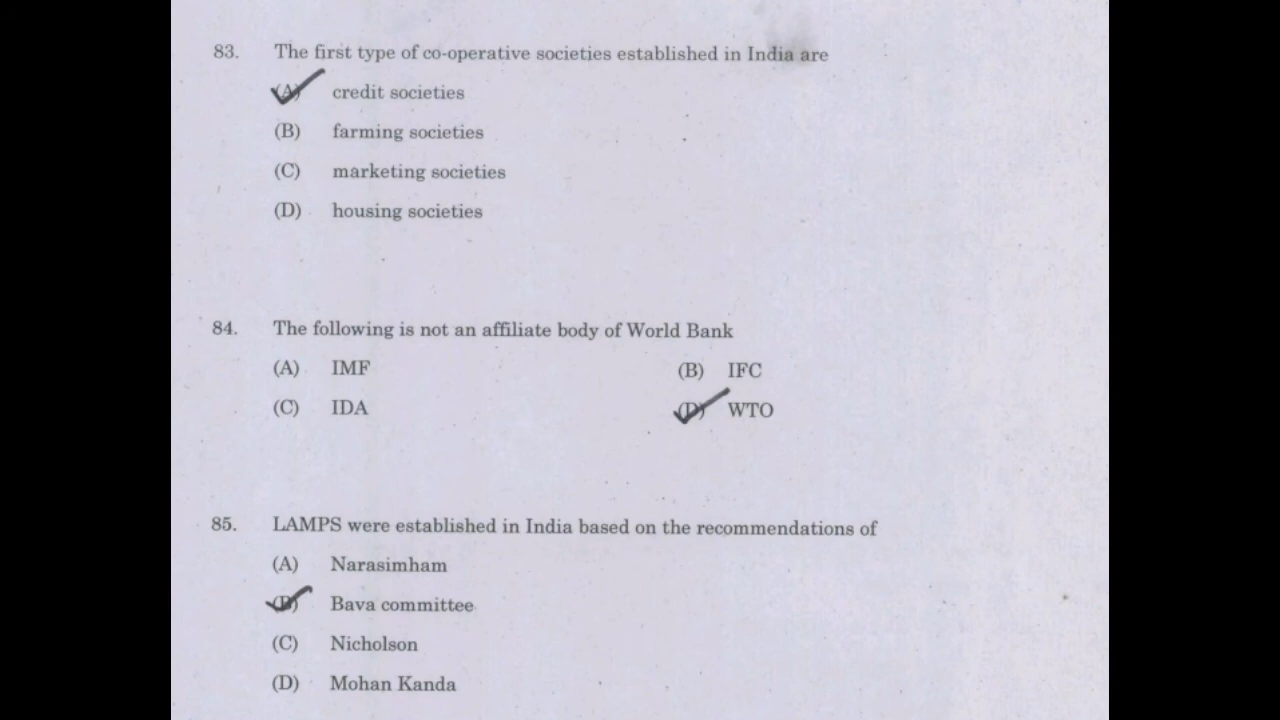 83. The first type of co-operative societies established in India are
(A) credit societies
(B) farming societies
(C) marketing societies
(D) housing societies
84. The following is not an affiliate body of World Bank
(A) IMF (B) IFC
(C) IDA (D) WTO
85. LAMPS were established in India based on the recommendations of
(A) Narasimham
(B) Bava committee
(C) Nicholson
(D) Mohan Kanda